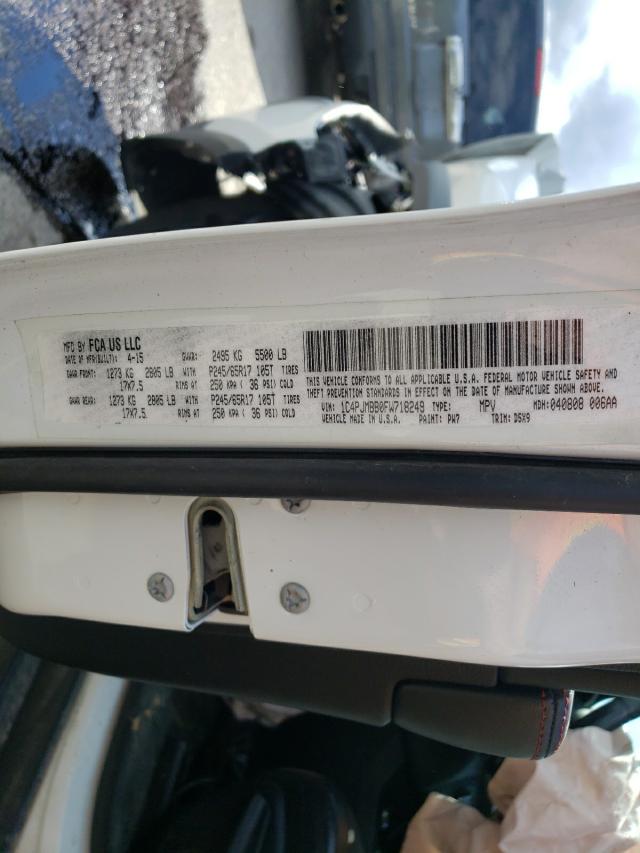 MFD BY FCA US LLC
DATE OF MFR(BUILT): 4-15 GVWR: 2495 KG 5500 LB
GAWR FRONT: 1273 KG 2805 LB WITH P245/65R17 105T TIRES
17X7.5 RIMS AT 250 KPA ( 36 PSI) COLD
GAWR REAR: 1273 KG 2805 LB WITH P245/65R17 105T TIRES
17X7.5 RIMS AT 250 KPA ( 36 PSI) COLD
THIS VEHICLE CONFORMS TO ALL APPLICABLE U.S.A. FEDERAL MOTOR VEHICLE SAFETY
AND THEFT PREVENTION STANDARDS IN EFFECT ON THE DATE OF MANUFACTURE SHOWN ABOVE.
VIN: 1C4PJMBB0FW718249 TYPE: MPV MDH:040808 006AA
VEHICLE MADE IN U.S.A. PAINT: PW7 TRIM: DSX9